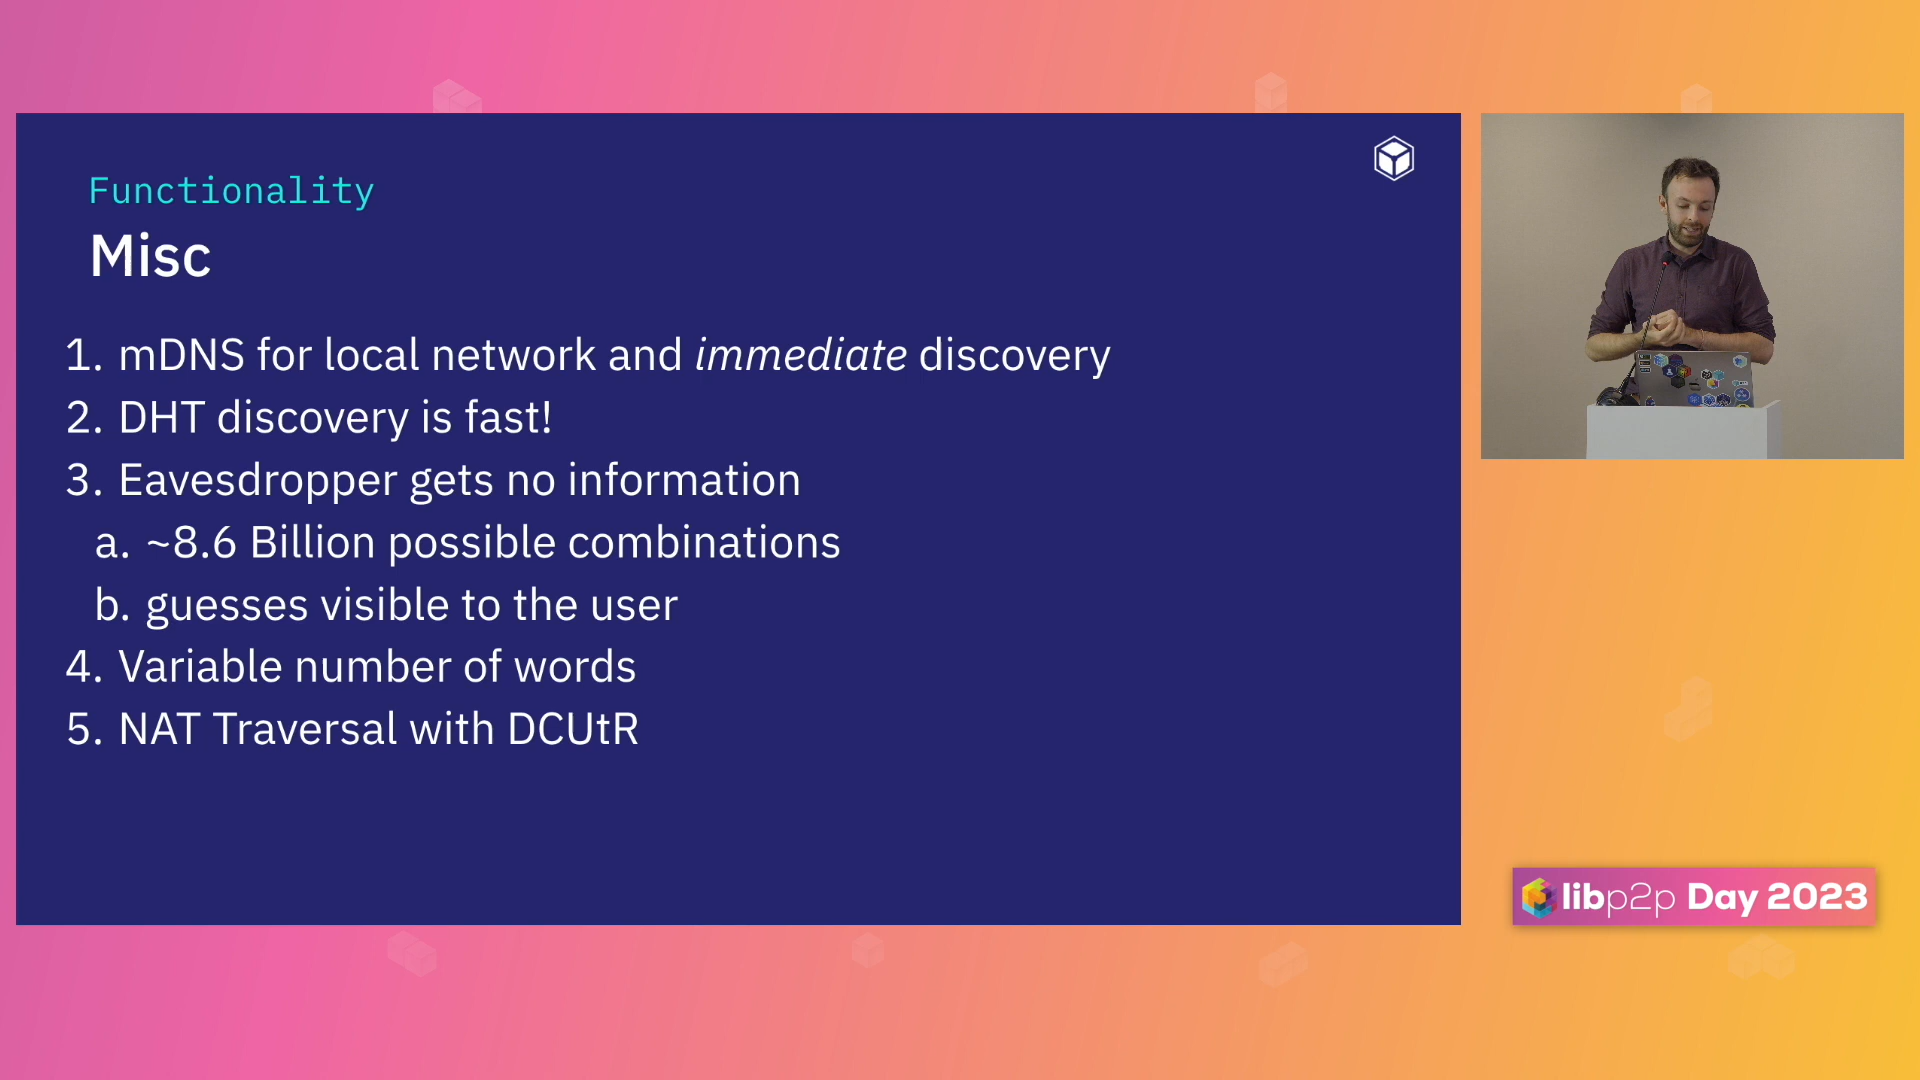 Functionality
Misc
1. mDNS for local network and immediate discovery
2. DHT discovery is fast!
3. Eavesdropper gets no information
a. ~8.6 Billion possible combinations
b. guesses visible to the user
4. Variable number of words
5. NAT Traversal with DCUtR
libp2p Day 2023